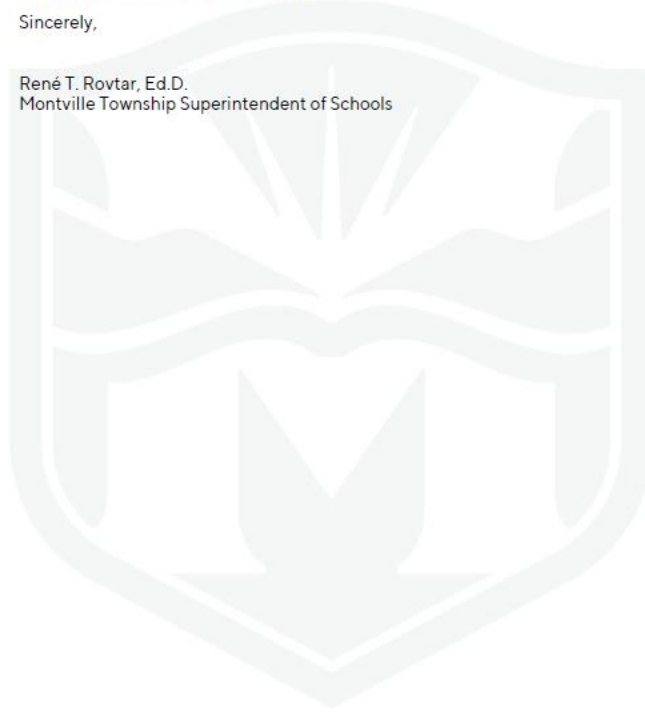 Sincerely,
René T. Rovtar, Ed.D.
Montville Township Superintendent of Schools